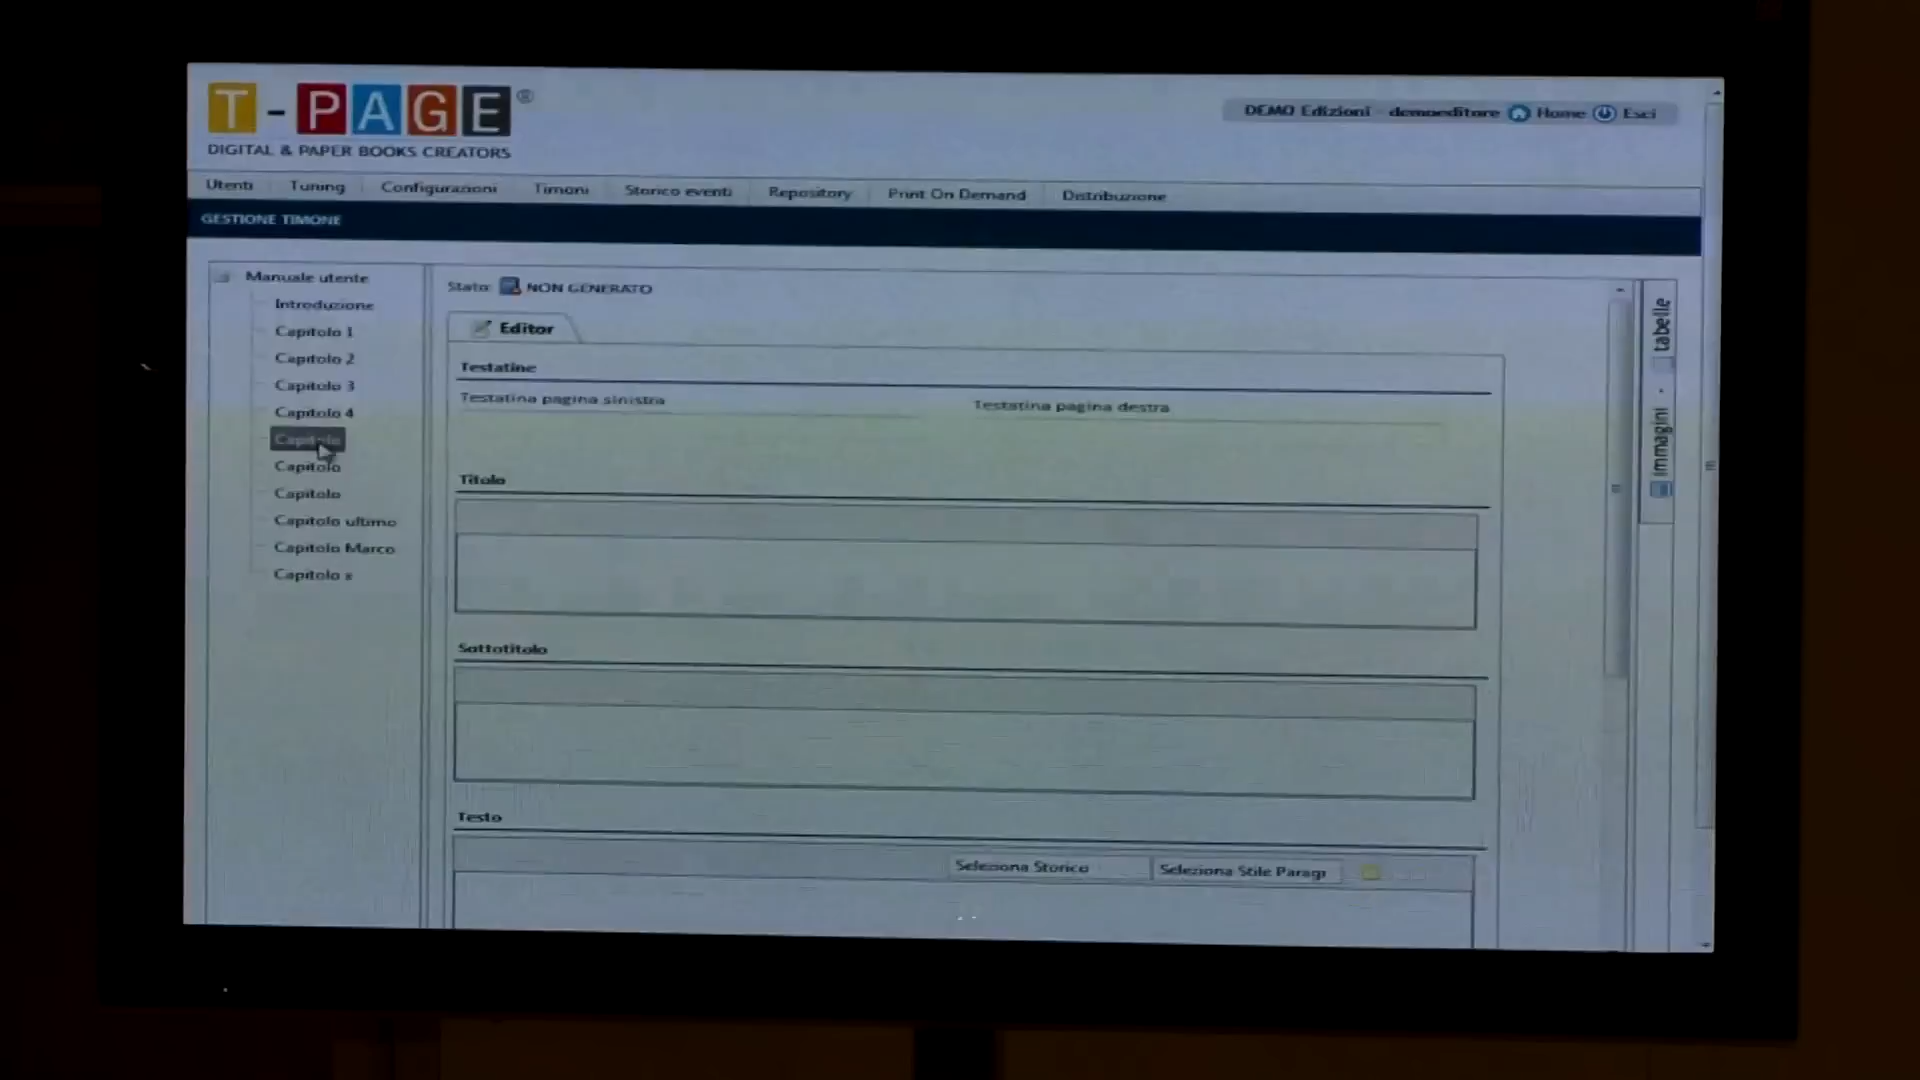 T-PAGE®
DIGITAL & PAPER BOOKS CREATORS
DEMO Edizioni demoeditore Home Esci
Utenti Tuning Configurazioni Timoni Storico eventi Repository Print On Demand Distribuzione
GESTIONE TIMONE
Manuale utente
Introduzione
Capitolo 1
Capitolo 2
Capitolo 3
Capitolo 4
Capitolo
Capitolo
Capitolo
Capitolo ultimo
Capitolo Marco
Capitolo z
Stato: NON GENERATO
Editor
Testatine
Testatina pagina sinistra Testatina pagina destra
Titolo
Sottotitolo
Testo
Seleziona Storico Seleziona Stile Paragr
tabelle
immagini